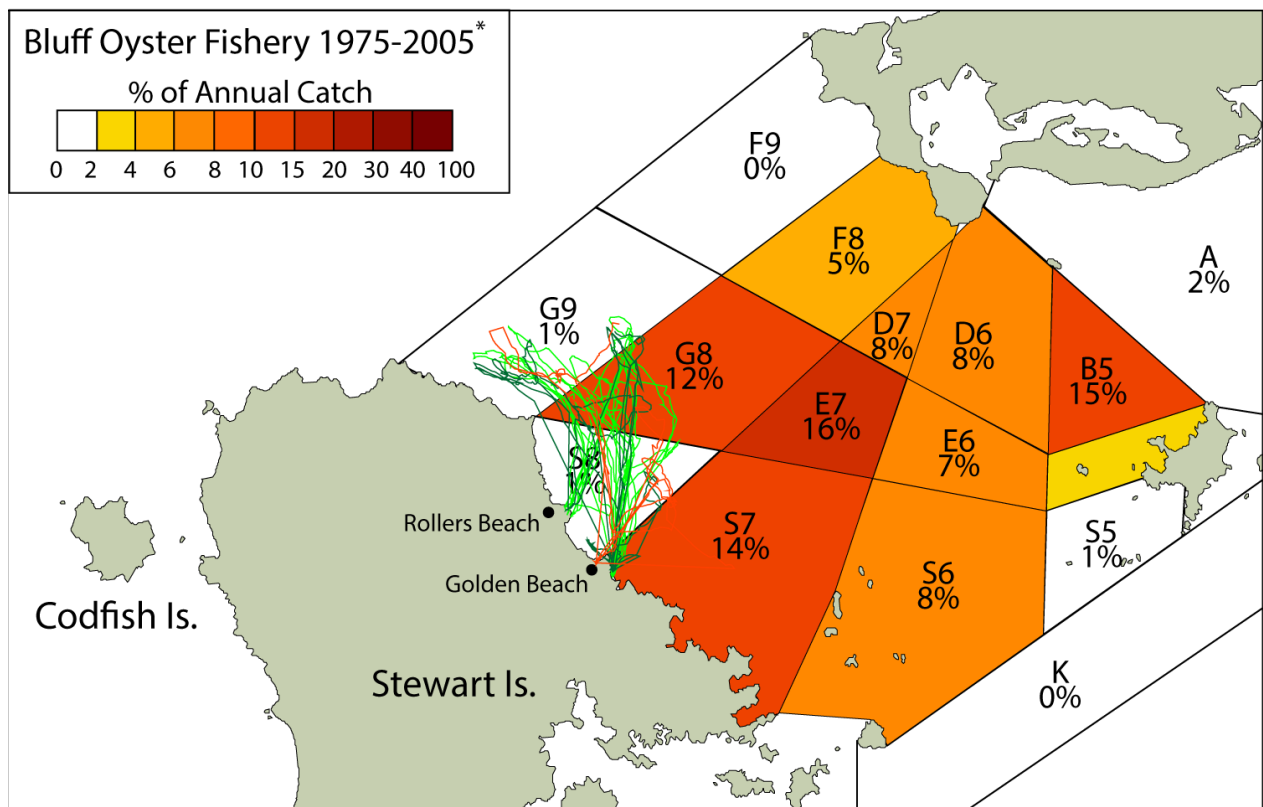 Bluff Oyster Fishery 1975-2005*
% of Annual Catch
0 2 4 6 8 10 15 20 30 40 100
F9
0%
F8
5%
A
2%
G9
1%
D7
8%
D6
8%
G8
12%
B5
15%
E7
16%
E6
7%
S8
1%
Rollers Beach
S7
14%
S5
1%
Golden Beach
S6
8%
Codfish Is.
Stewart Is.
K
0%